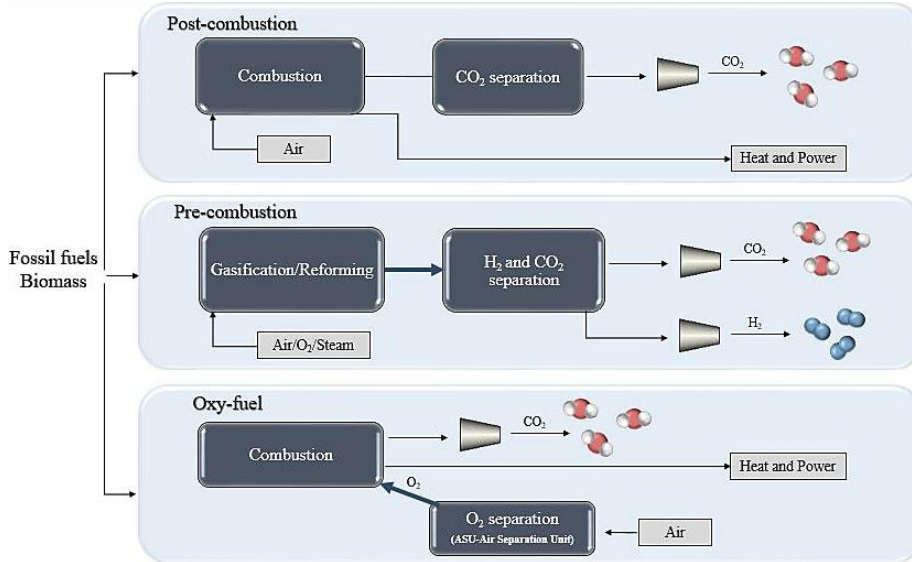 Post-combustion
Combustion
CO₂ separation
CO₂
Air
Heat and Power
Fossil fuels
Biomass
Pre-combustion
Gasification/Reforming
H₂ and CO₂
separation
CO₂
H₂
Air/O₂/Steam
Oxy-fuel
Combustion
CO₂
Heat and Power
O₂
O₂ separation
(ASU-Air Separation Unit)
Air